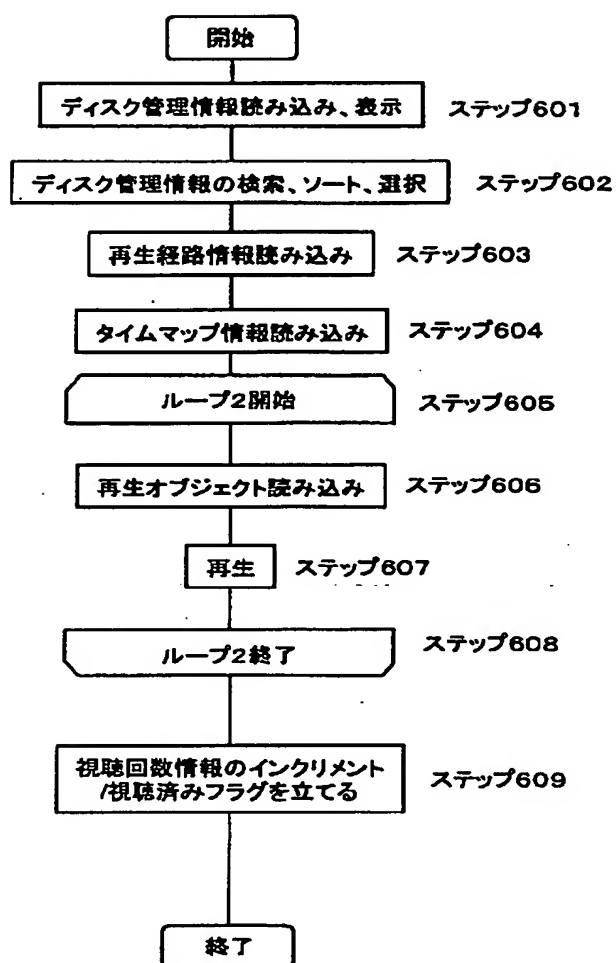 開始
ディスク管理情報読み込み、表示 ステップ601
ディスク管理情報の検索、ソート、選択 ステップ602
再生経路情報読み込み ステップ603
タイムマップ情報読み込み ステップ604
ループ2開始 ステップ605
再生オブジェクト読み込み ステップ606
再生 ステップ607
ループ2終了 ステップ608
視聴回数情報のインクリメント
/視聴済みフラグを立てる ステップ609
終了